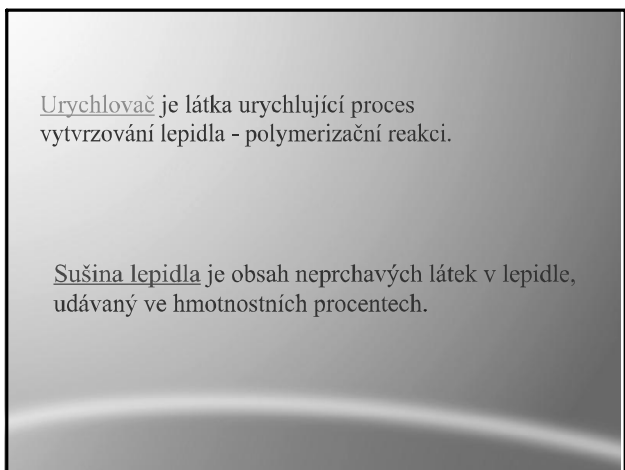 Urychlovač je látka urychlující proces
vytvrzování lepidla - polymerizační reakci.
Sušina lepidla je obsah neprchavých látek v lepidle,
udávaný ve hmotnostních procentech.